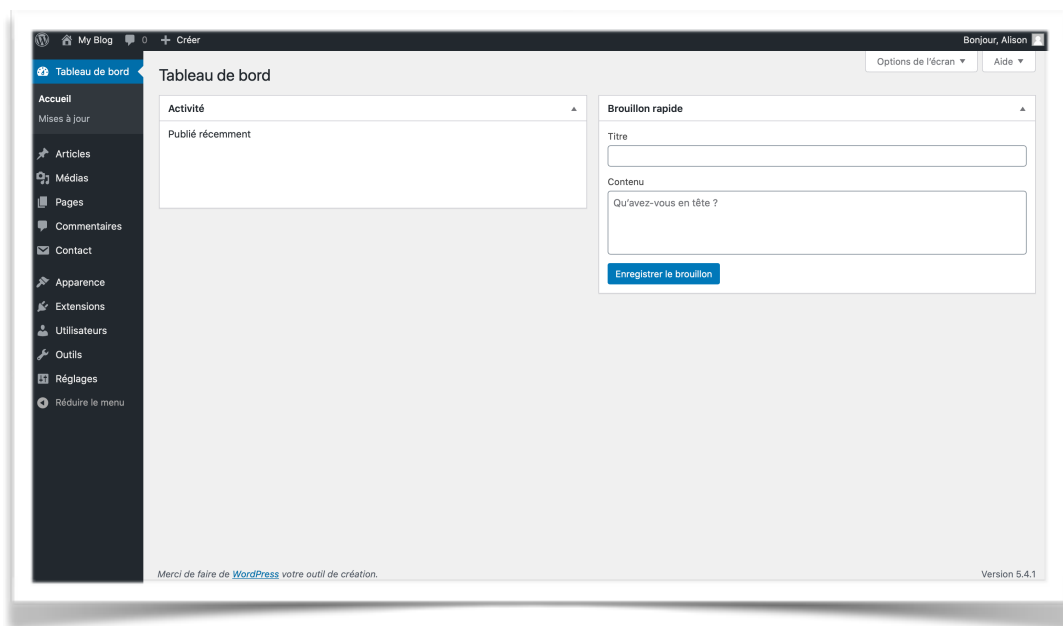 My Blog 0 + Créer Bonjour, Alison
Tableau de bord
Options de l'écran ▼ Aide ▼
Tableau de bord
Accueil
Mises à jour
Articles
Médias
Pages
Commentaires
Contact
Apparence
Extensions
Utilisateurs
Outils
Réglages
Réduire le menu
Activité
Publié récemment
Brouillon rapide
Titre
Contenu
Qu'avez-vous en tête ?
Enregistrer le brouillon
Merci de faire de WordPress votre outil de création.
Version 5.4.1